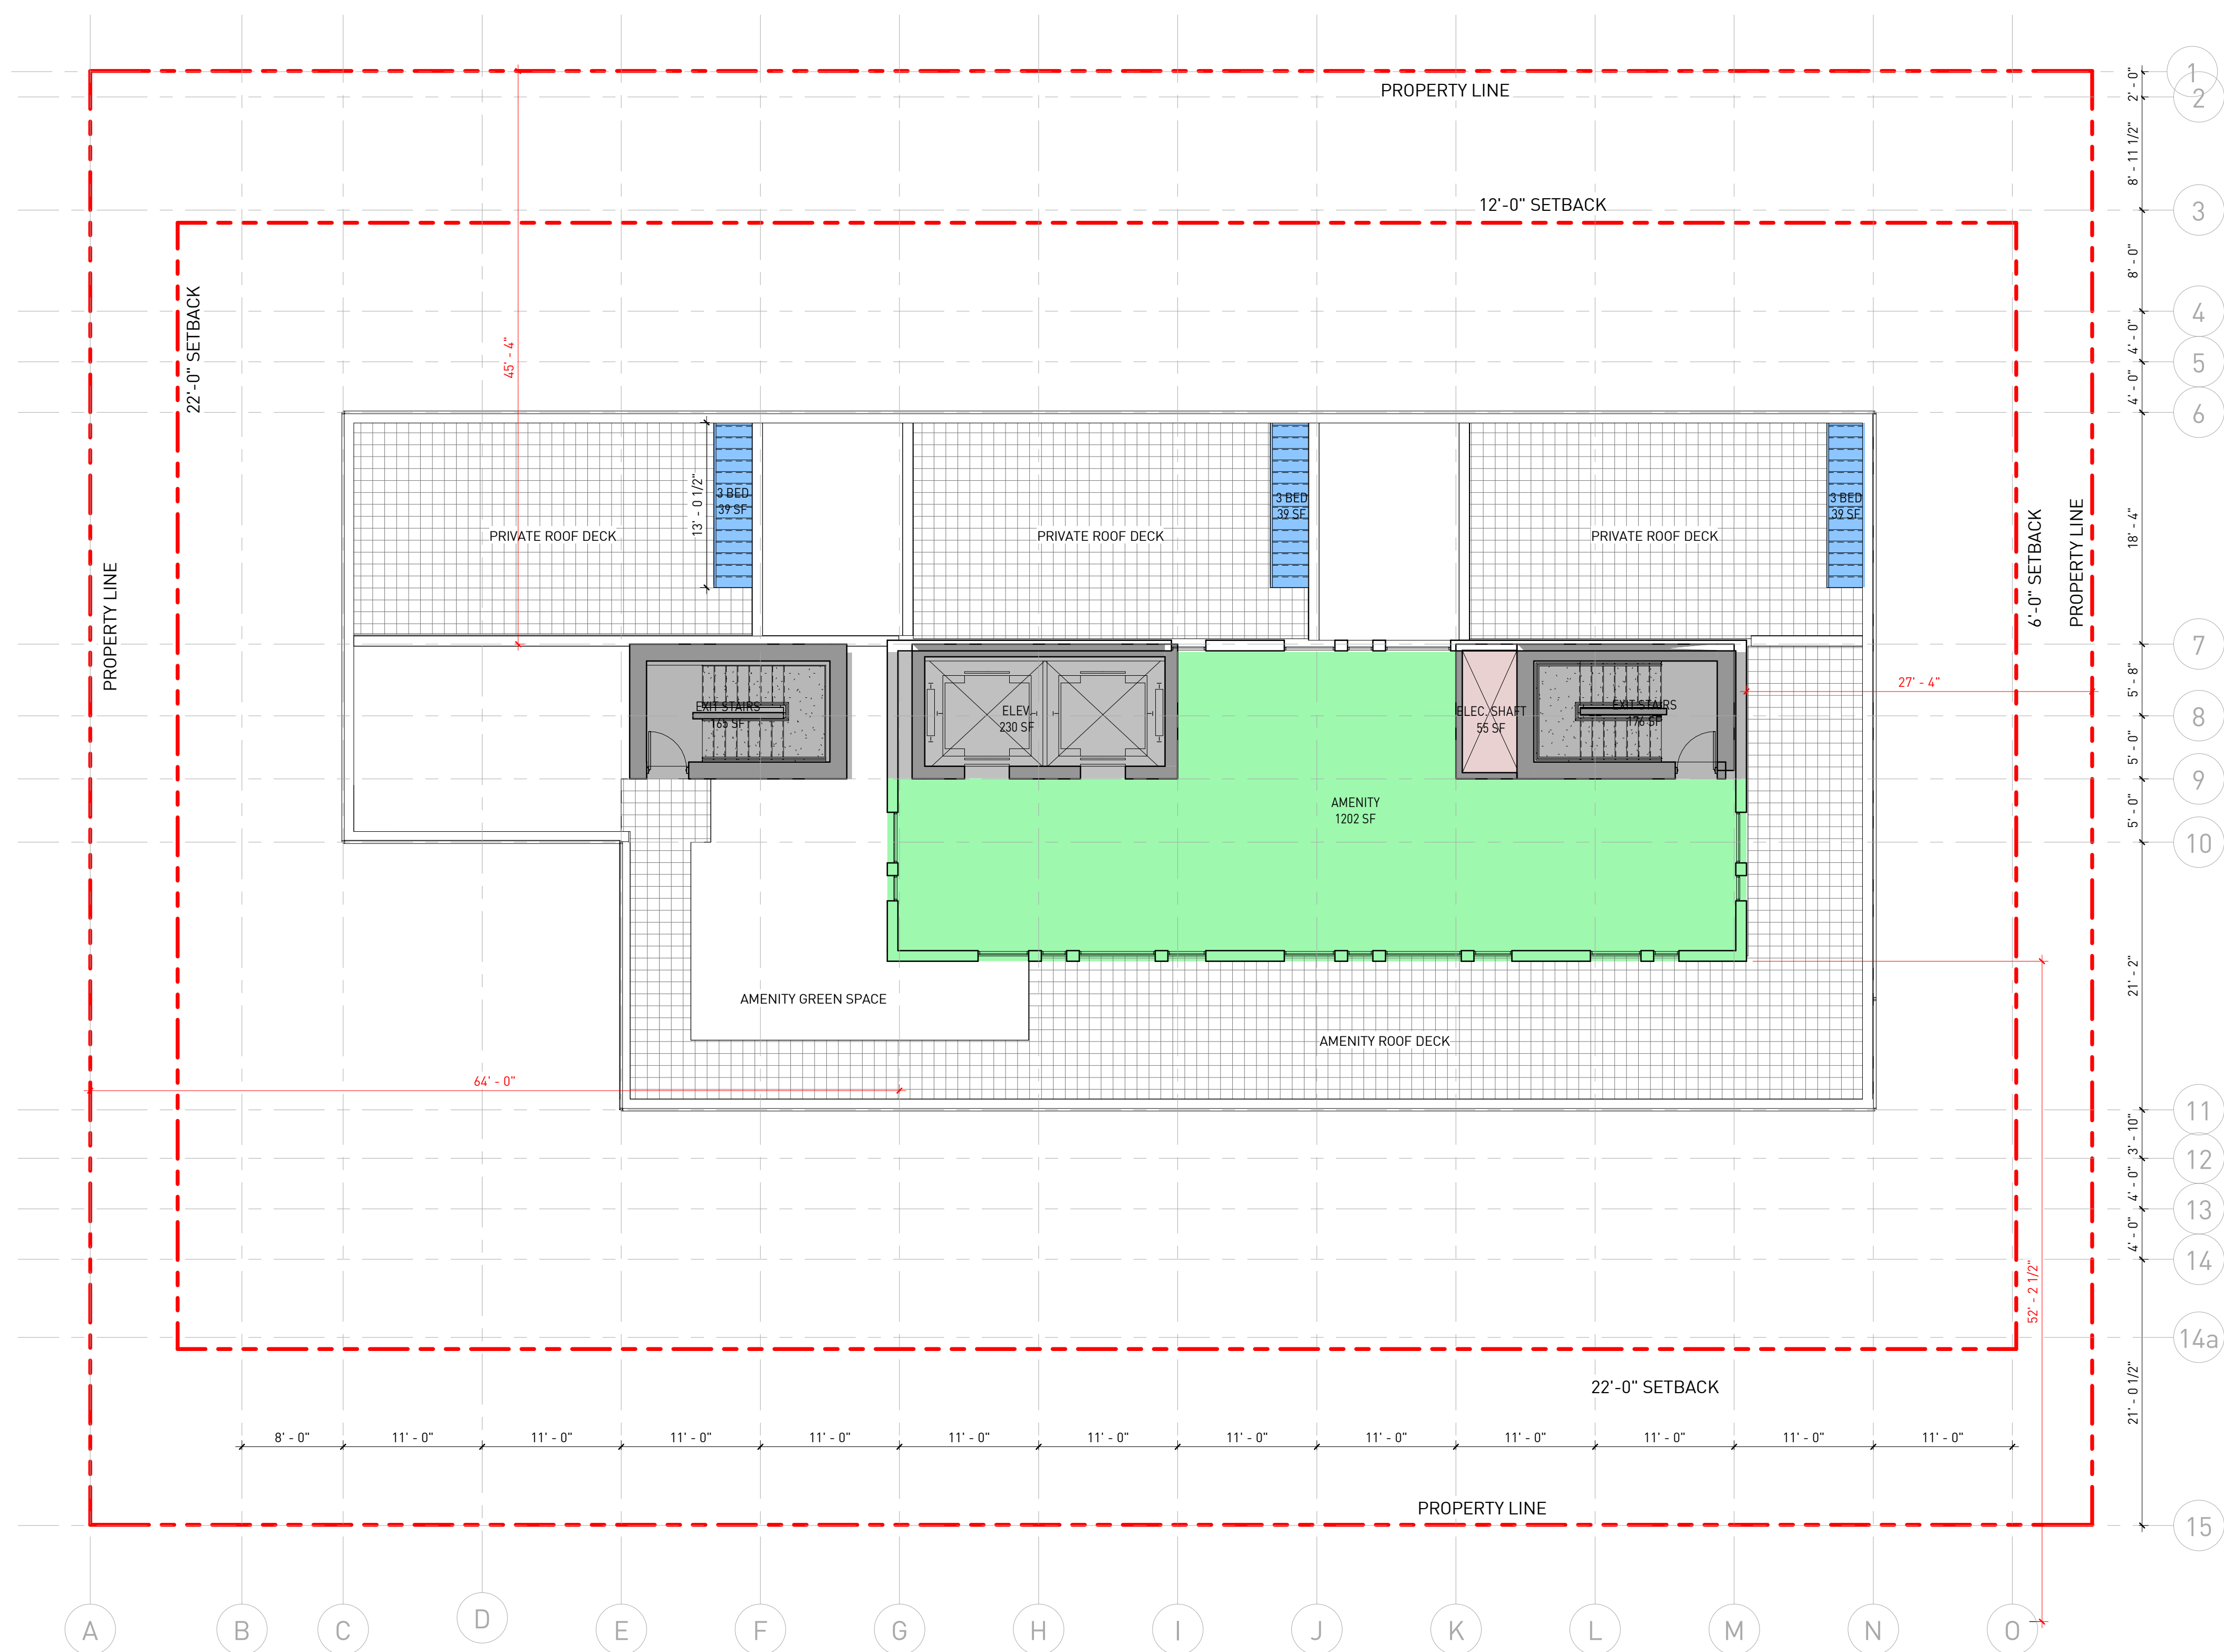 1
2' - 0"
PROPERTY LINE
2
8' - 11 1/2"
12'-0" SETBACK
3
8' - 0"
22'-0" SETBACK
4
45' - 4"
4' - 0"
5
4' - 0"
6
13' - 0 1/2"
3 BED
39 SF
3 BED
39 SF
3 BED
39 SF
PRIVATE ROOF DECK
PRIVATE ROOF DECK
PRIVATE ROOF DECK
18' - 4"
6'-0" SETBACK
PROPERTY LINE
PROPERTY LINE
7
27' - 4"
5' - 8"
EXIT STAIRS
165 SF
ELEV.
230 SF
ELEC. SHAFT
55 SF
EXIT STAIRS
176 SF
8
5' - 0"
9
AMENITY
1202 SF
5' - 0"
10
21' - 2"
AMENITY GREEN SPACE
AMENITY ROOF DECK
64' - 0"
11
3' - 10"
12
4' - 0"
13
4' - 0"
14
52' - 2 1/2"
14a
22'-0" SETBACK
21' - 0 1/2"
8' - 0"
11' - 0"
11' - 0"
11' - 0"
11' - 0"
11' - 0"
11' - 0"
11' - 0"
11' - 0"
11' - 0"
11' - 0"
11' - 0"
11' - 0"
PROPERTY LINE
15
A
B
C
D
E
F
G
H
I
J
K
L
M
N
O